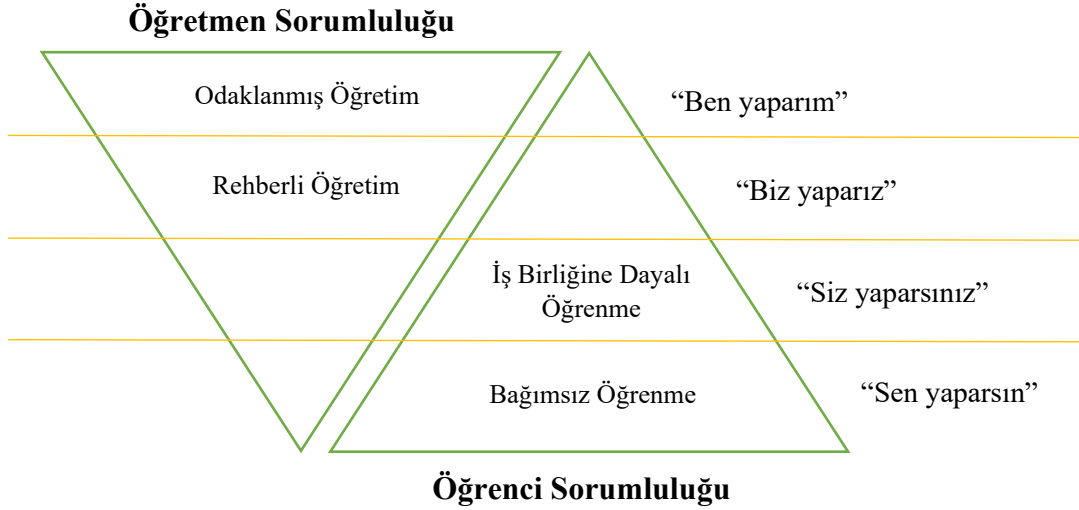 Öğretmen Sorumluluğu
Odaklanmış Öğretim
“Ben yaparım”
Rehberli Öğretim
“Biz yaparız”
İş Birliğine Dayalı
Öğrenme
“Siz yaparsınız”
Bağımsız Öğrenme
“Sen yaparsın”
Öğrenci Sorumluluğu